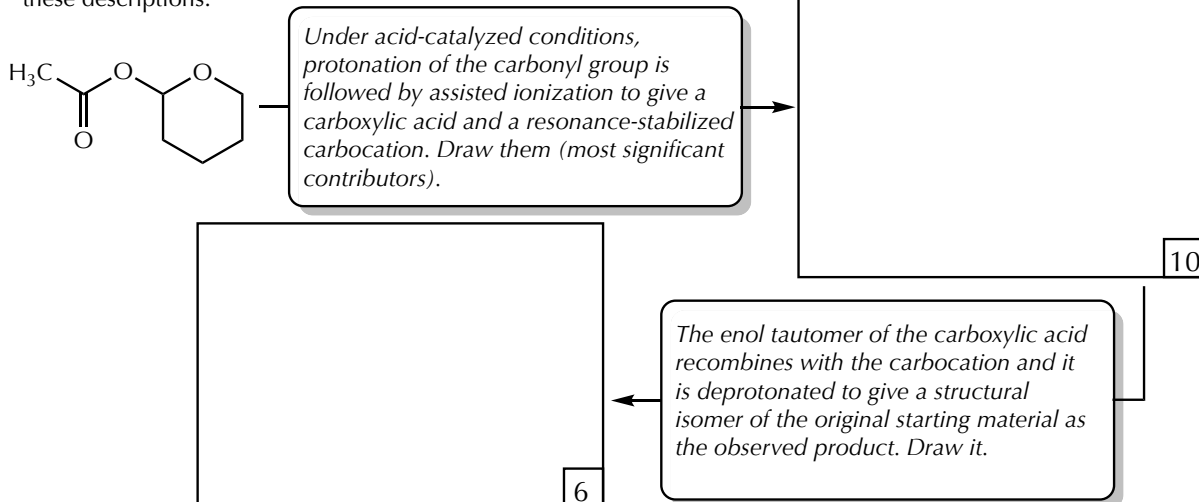 these descriptions.
Under acid-catalyzed conditions,
protonation of the carbonyl group is
followed by assisted ionization to give a
carboxylic acid and a resonance-stabilized
carbocation. Draw them (most significant
contributors).
H₃C
O
O
O
10
The enol tautomer of the carboxylic acid
recombines with the carbocation and it
is deprotonated to give a structural
isomer of the original starting material as
the observed product. Draw it.
6